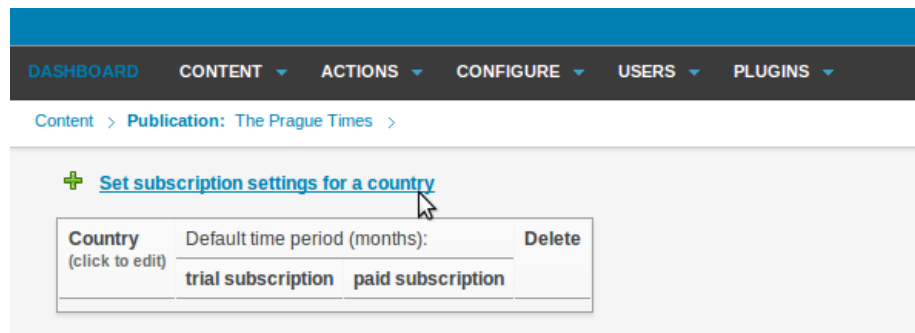 DASHBOARD CONTENT ACTIONS CONFIGURE USERS PLUGINS
Content > Publication: The Prague Times >
Set subscription settings for a country
Country Default time period (months): Delete
(click to edit)
trial subscription paid subscription